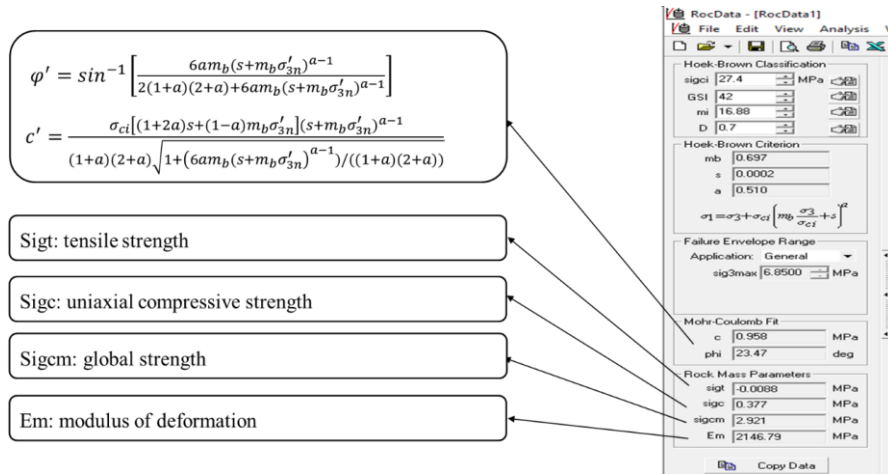 φ′ = sin⁻¹[6am_b(s+m_bσ′_3n)^(a−1) / (2(1+a)(2+a)+6am_b(s+m_bσ′_3n)^(a−1))]
c′ = σ_ci[(1+2a)s+(1−a)m_bσ′_3n](s+m_bσ′_3n)^(a−1) / ((1+a)(2+a)√(1+(6am_b(s+m_bσ′_3n)^(a−1))/((1+a)(2+a))))
Sigt: tensile strength
Sigc: uniaxial compressive strength
Sigcm: global strength
Em: modulus of deformation
RocData - [RocData1]
File Edit View Analysis
Hoek-Brown Classification
sigci 27.4 MPa
GSI 42
mi 16.88
D 0.7
Hoek-Brown Criterion
mb 0.697
s 0.0002
a 0.510
σ1=σ3+σci(mb σ3/σci+s)^a
Failure Envelope Range
Application: General
sig3max 6.8500 MPa
Mohr-Coulomb Fit
c 0.958 MPa
phi 23.47 deg
Rock Mass Parameters
sigt -0.0088 MPa
sigc 0.377 MPa
sigcm 2.921 MPa
Em 2146.79 MPa
Copy Data